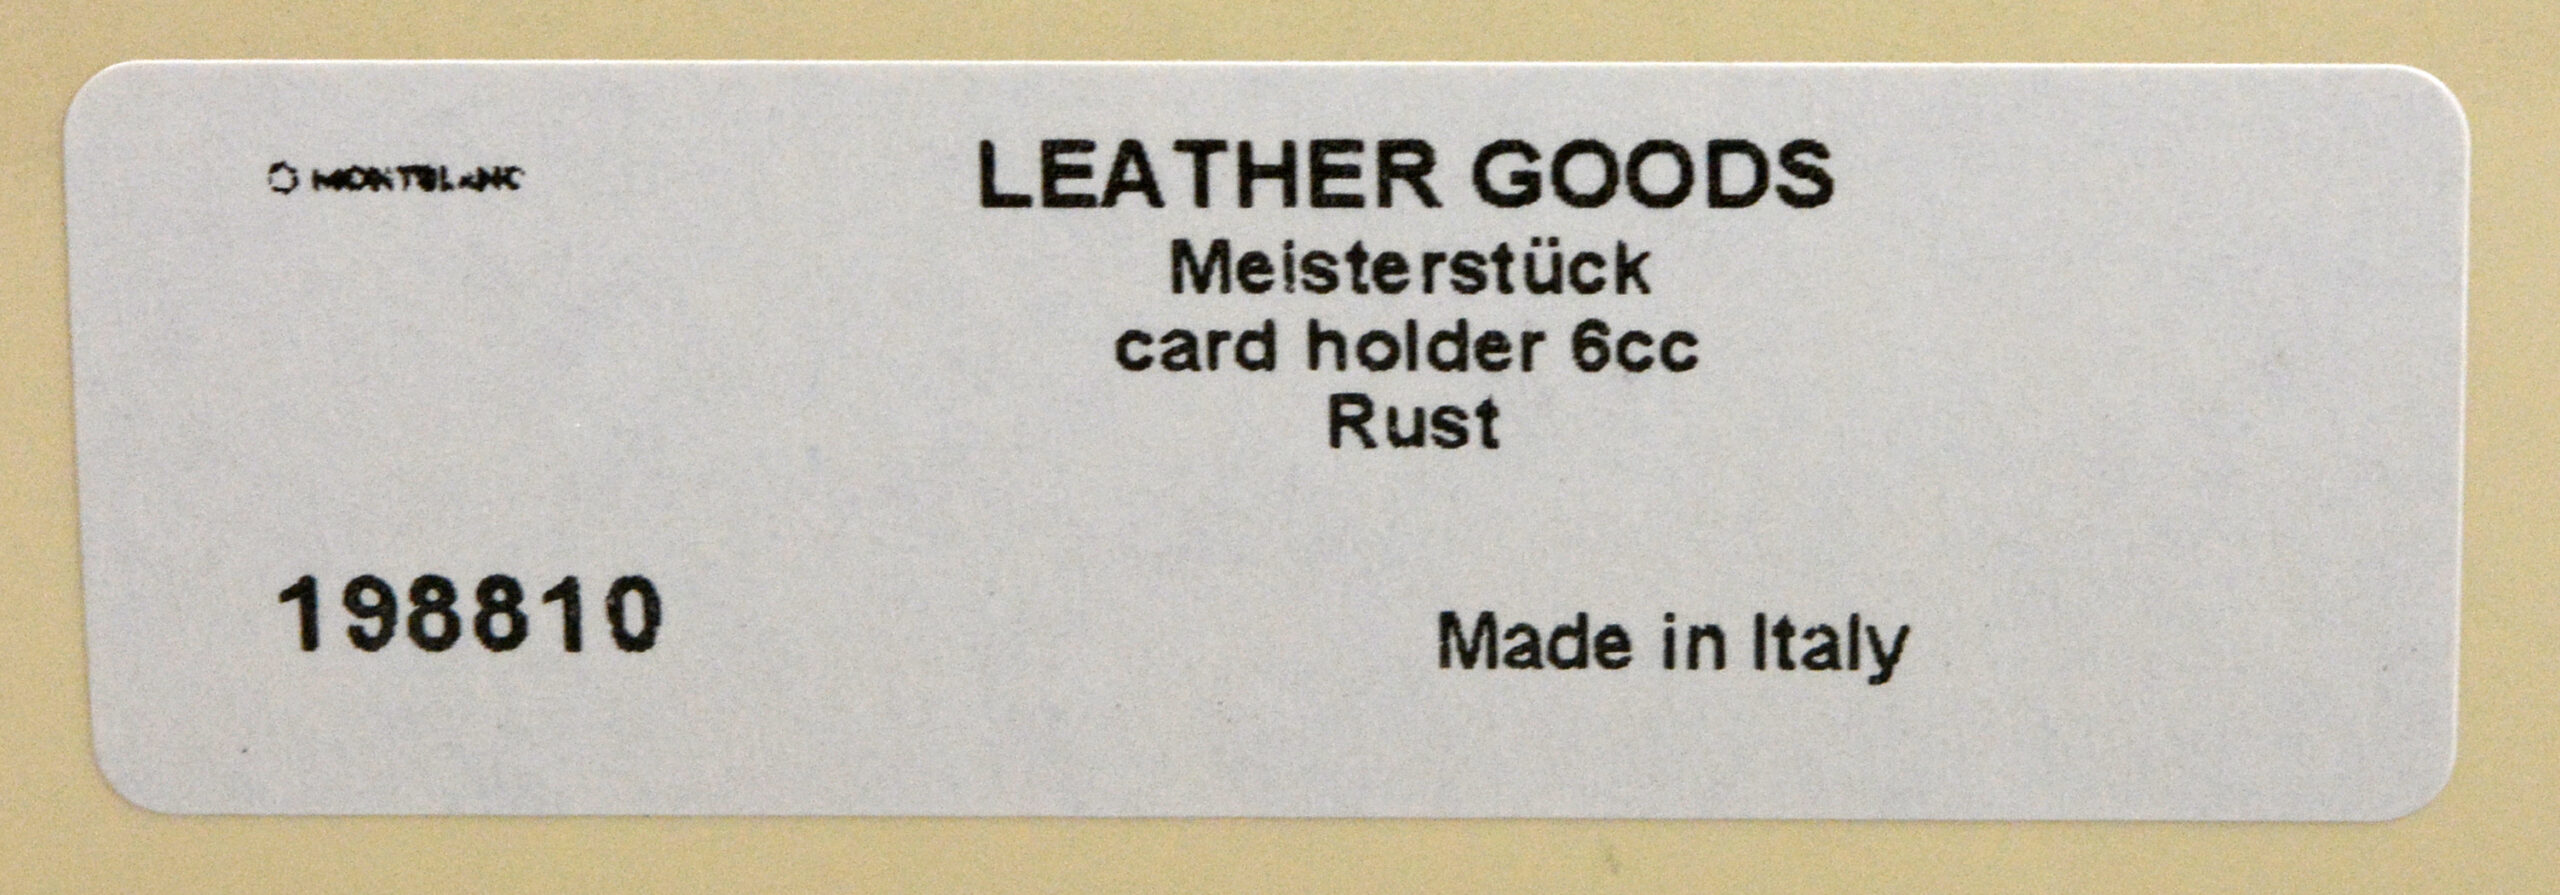 MONTBLANC
LEATHER GOODS
Meisterstück
card holder 6cc
Rust
198810
Made in Italy